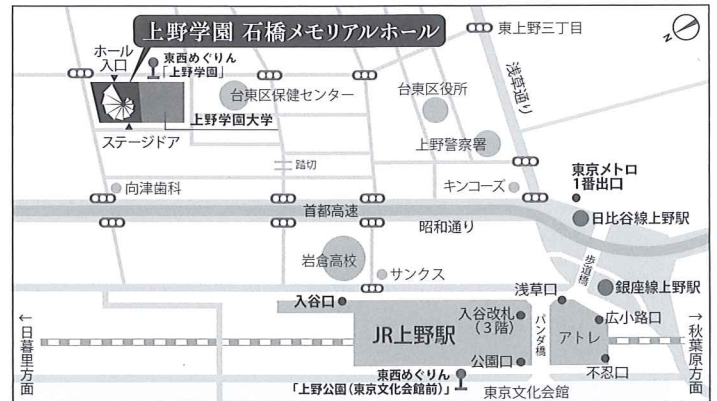 上野学園 石橋メモリアルホール
東上野三丁目
N
ホール
入口
東西めぐりん
「上野学園」
台東区保健センター
台東区役所
浅草通り
上野学園大学
ステージドア
上野警察署
踏切
東京メトロ
1番出口
向津歯科
キンコーズ
首都高速
昭和通り
日比谷線上野駅
歩道橋
岩倉高校
サンクス
銀座線上野駅
入谷口
浅草口
入谷改札
(3階)
JR上野駅
パンダ橋
アトレ
広小路口
←日暮里方面
→秋葉原方面
公園口
不忍口
東西めぐりん
「上野公園(東京文化会館前)」
東京文化会館